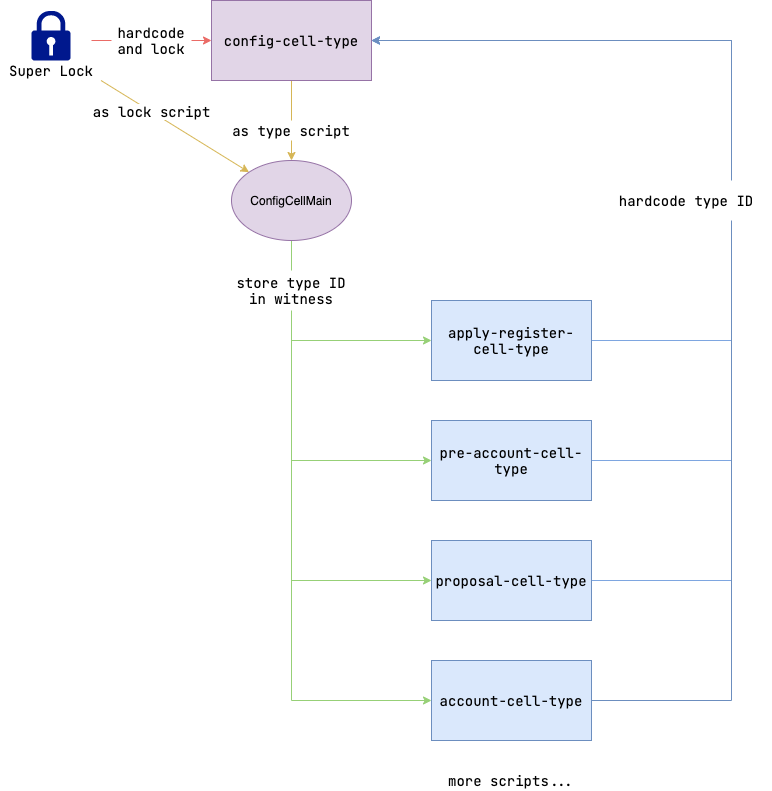 hardcode
and lock
config-cell-type
Super Lock
as lock script
as type script
ConfigCellMain
hardcode type ID
store type ID
in witness
apply-register-
cell-type
pre-account-cell-
type
proposal-cell-type
account-cell-type
more scripts...